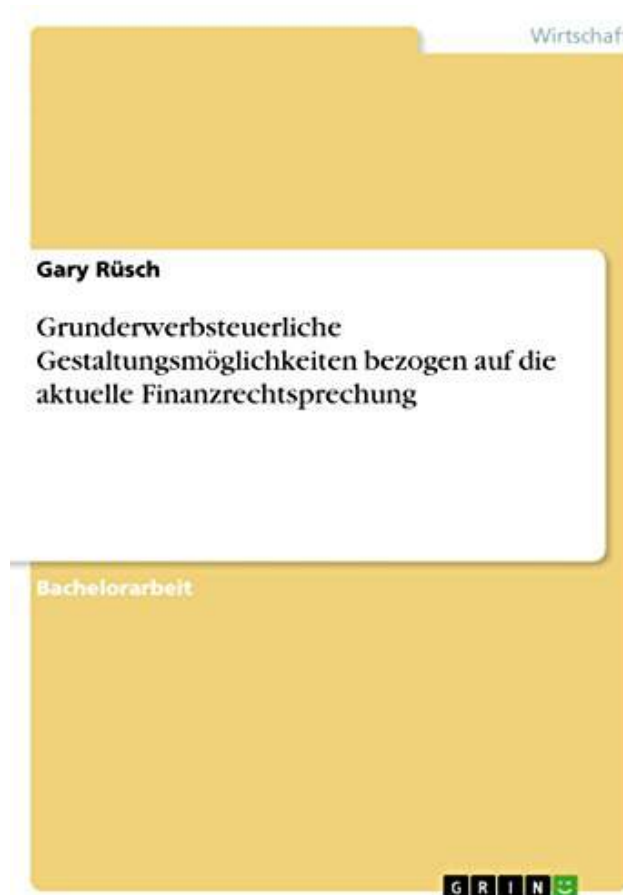 Wirtschaf
Gary Rüsch
Grunderwerbsteuerliche
Gestaltungsmöglichkeiten bezogen auf die
aktuelle Finanzrechtsprechung
Bachelorarbeit
GRIN